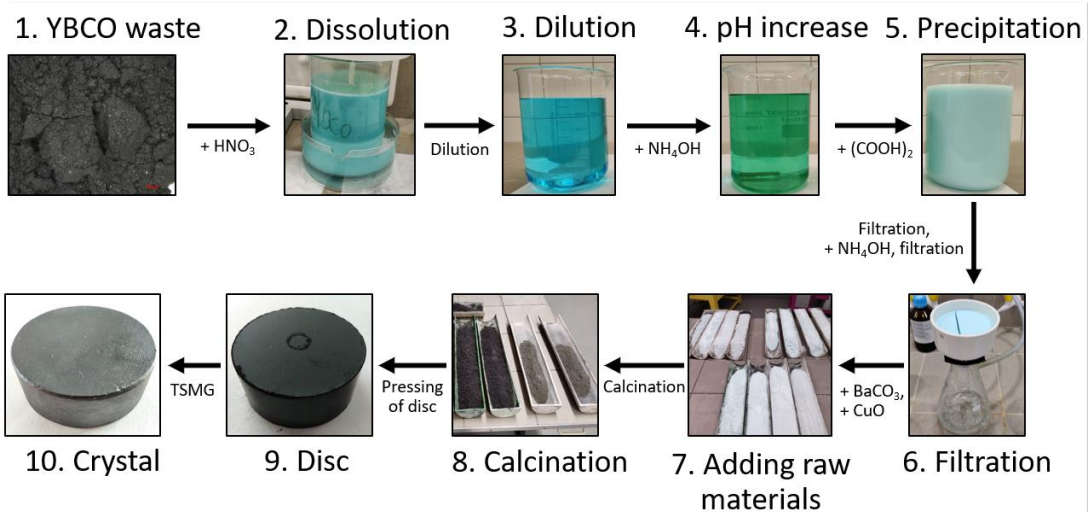 1. YBCO waste
2. Dissolution
3. Dilution
4. pH increase
5. Precipitation
+ HNO₃
Dilution
+ NH₄OH
+ (COOH)₂
Filtration,
+ NH₄OH, filtration
TSMG
Pressing
of disc
Calcination
+ BaCO₃,
+ CuO
10. Crystal
9. Disc
8. Calcination
7. Adding raw
materials
6. Filtration